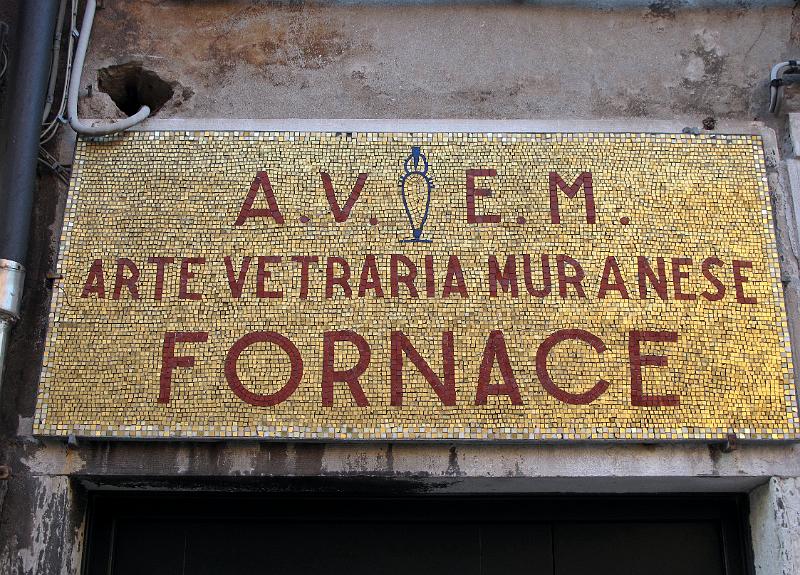 A.V. E.M.
ARTE VETRARIA MURANESE
FORNACE